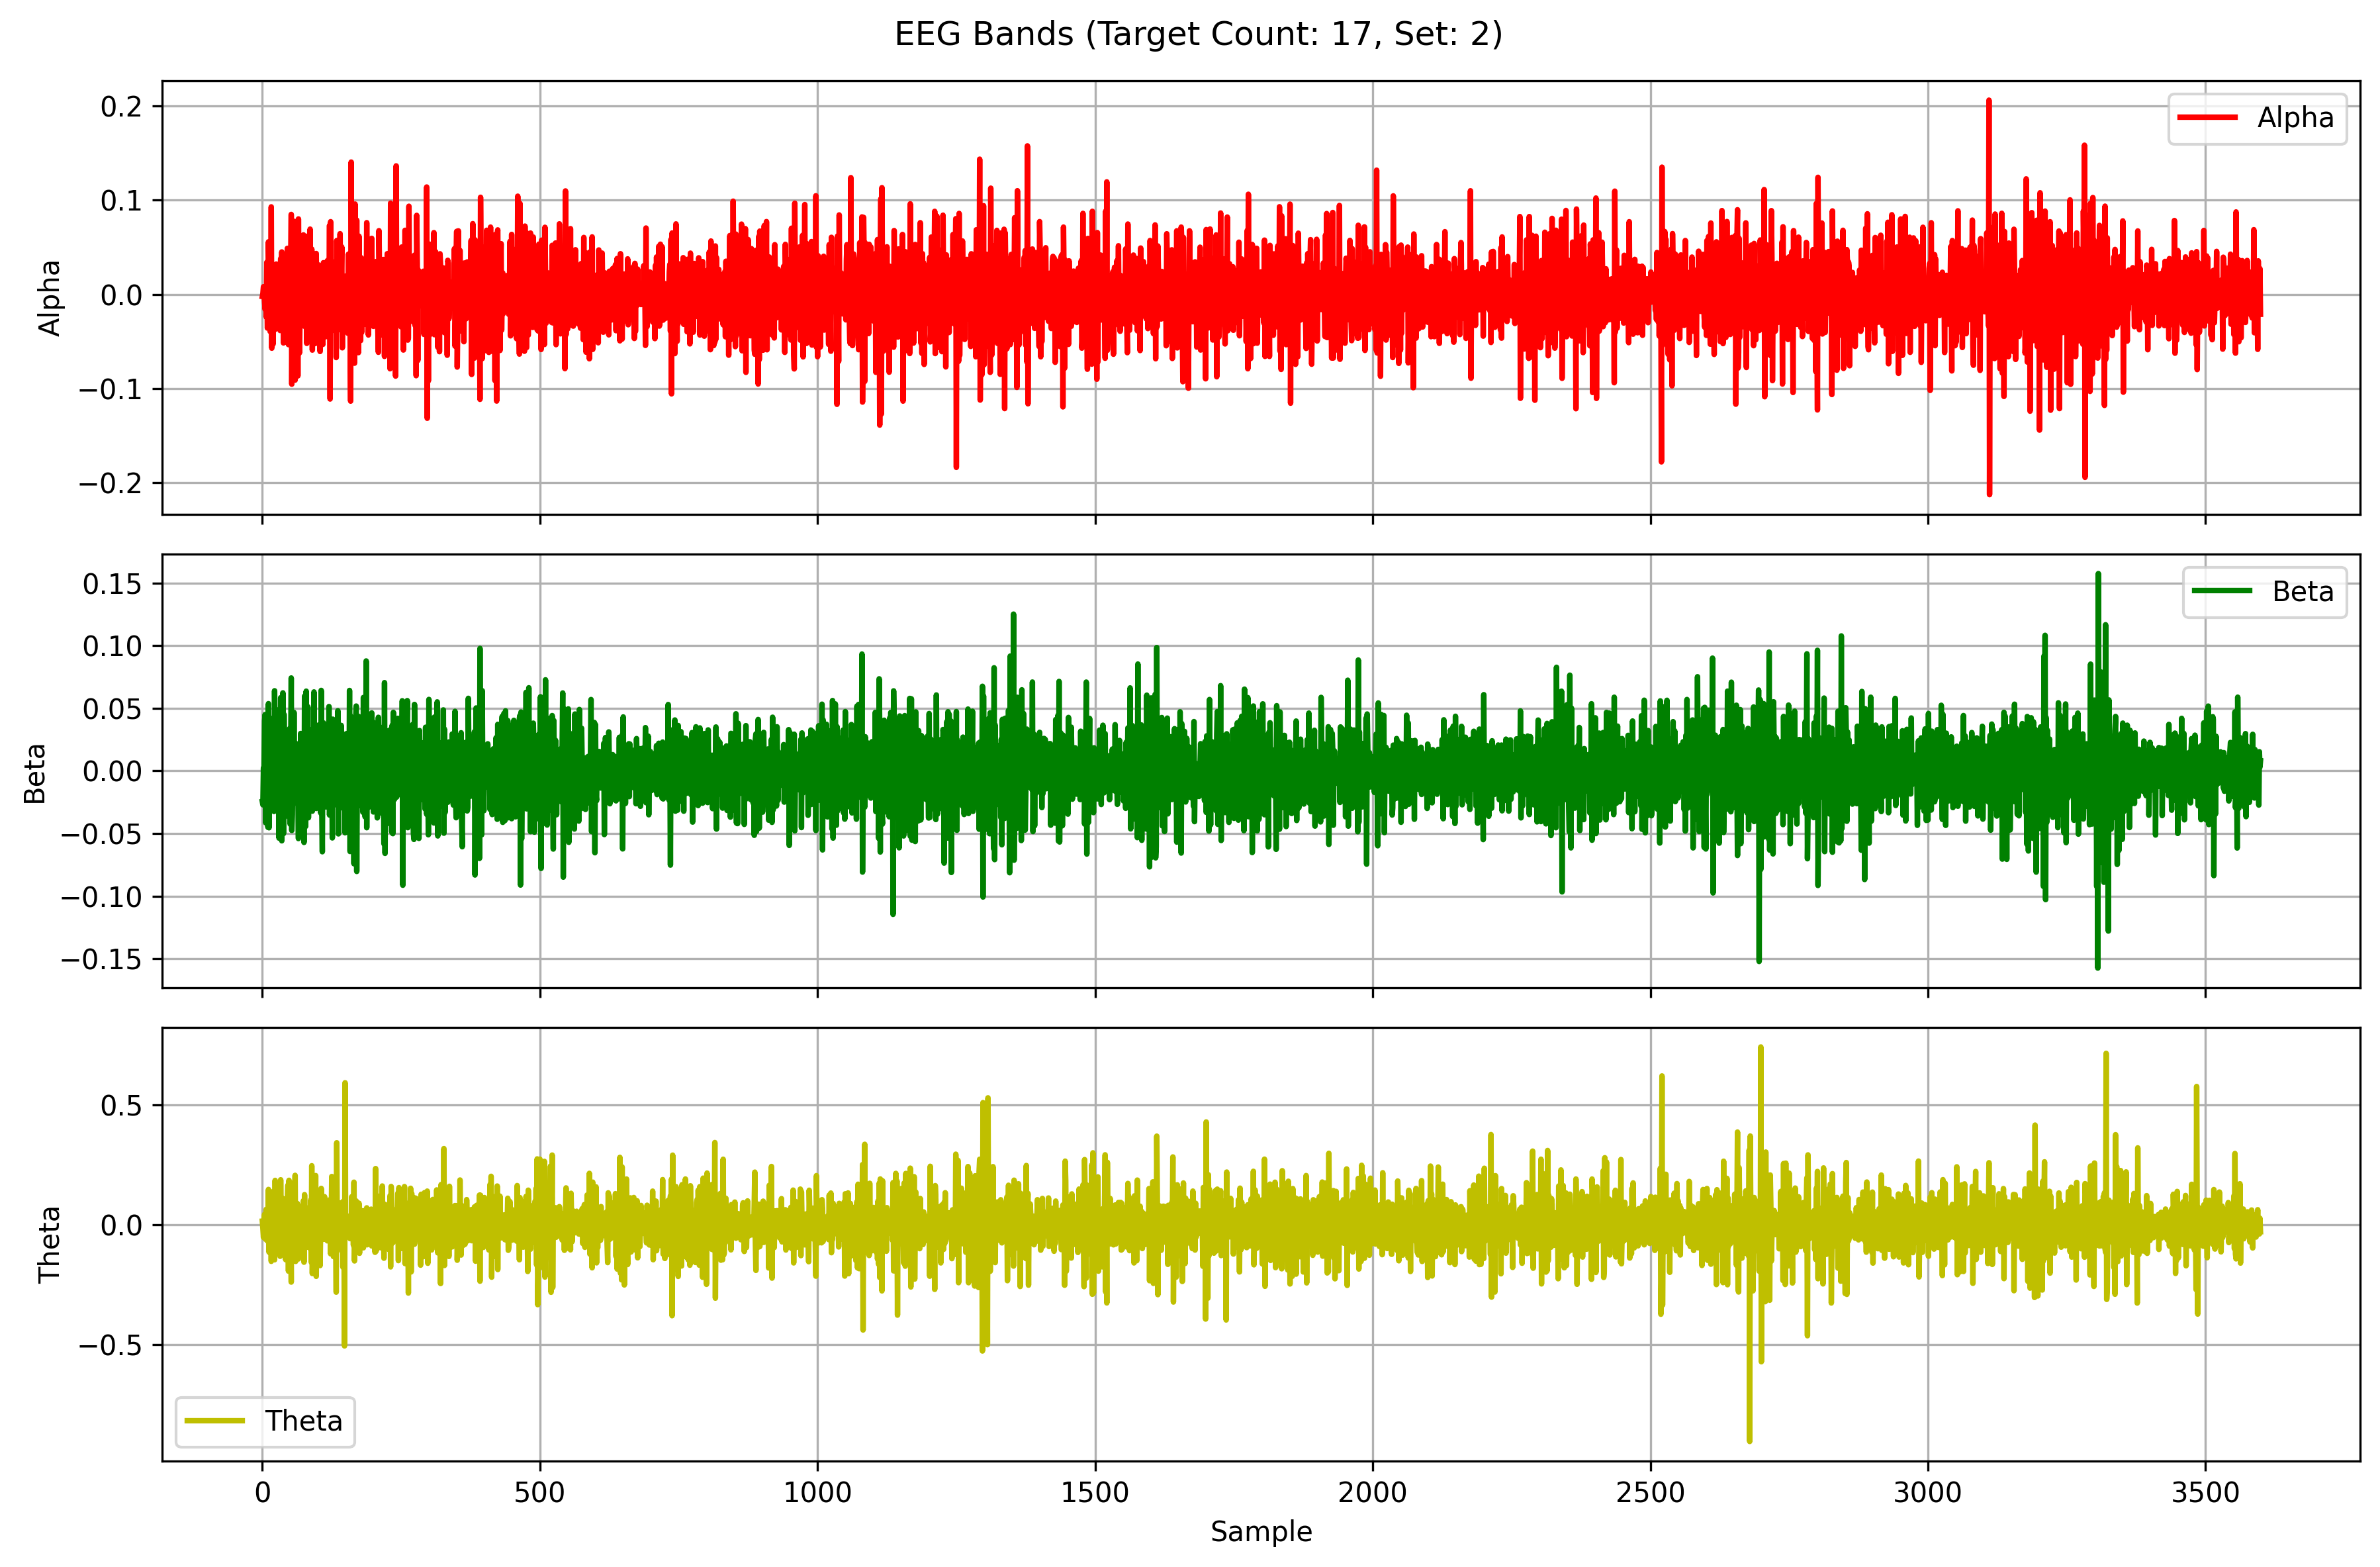 EEG Bands (Target Count: 17, Set: 2)
Alpha
0.2
0.1
0.0
−0.1
−0.2
Alpha
Beta
0.15
0.10
0.05
0.00
−0.05
−0.10
−0.15
Beta
Theta
0.5
0.0
−0.5
Theta
0 500 1000 1500 2000 2500 3000 3500
Sample